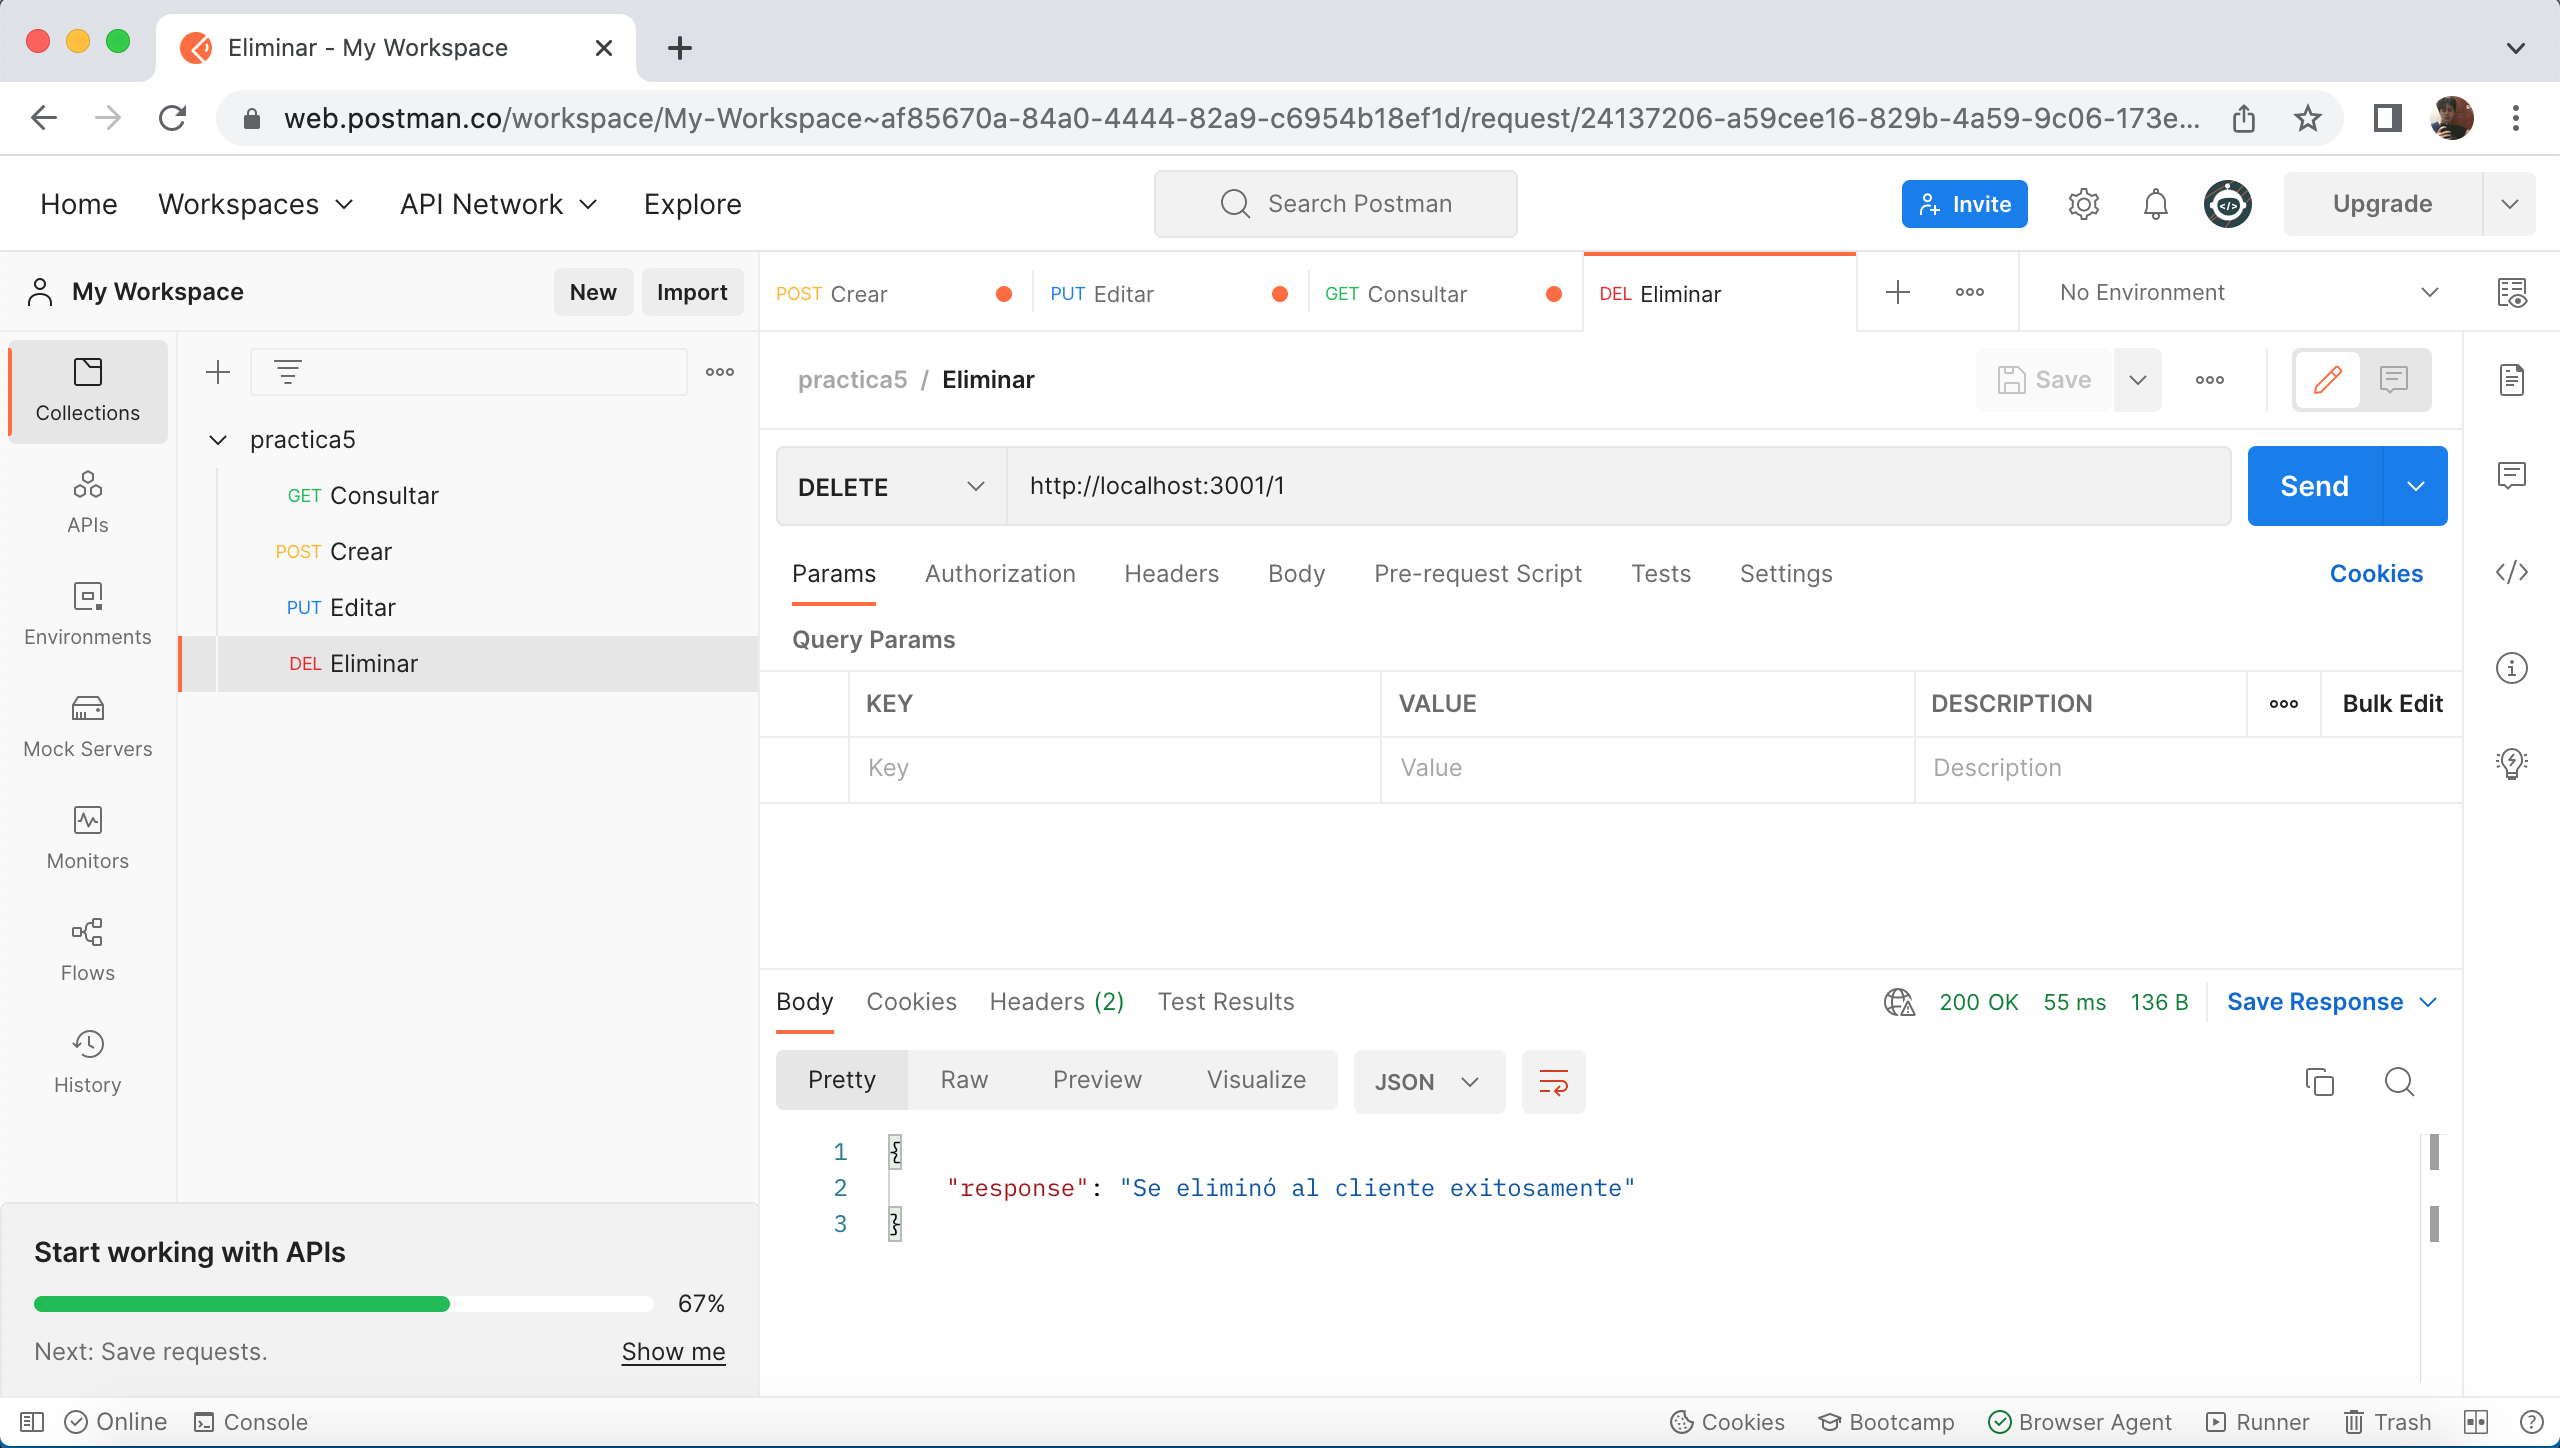 Eliminar - My Workspace
web.postman.co/workspace/My-Workspace~af85670a-84a0-4444-82a9-c6954b18ef1d/request/24137206-a59cee16-829b-4a59-9c06-173e...
Home Workspaces API Network Explore Search Postman Invite Upgrade
My Workspace New Import
POST Crear PUT Editar GET Consultar DEL Eliminar No Environment
Collections
APIs
Environments
Mock Servers
Monitors
Flows
History
practica5
GET Consultar
POST Crear
PUT Editar
DEL Eliminar
practica5 / Eliminar Save
DELETE http://localhost:3001/1 Send
Params Authorization Headers Body Pre-request Script Tests Settings Cookies
Query Params
KEY VALUE DESCRIPTION Bulk Edit
Key Value Description
Body Cookies Headers (2) Test Results 200 OK 55 ms 136 B Save Response
Pretty Raw Preview Visualize JSON
1 {
2 "response": "Se eliminó al cliente exitosamente"
3 }
Start working with APIs
67%
Next: Save requests. Show me
Online Console Cookies Bootcamp Browser Agent Runner Trash